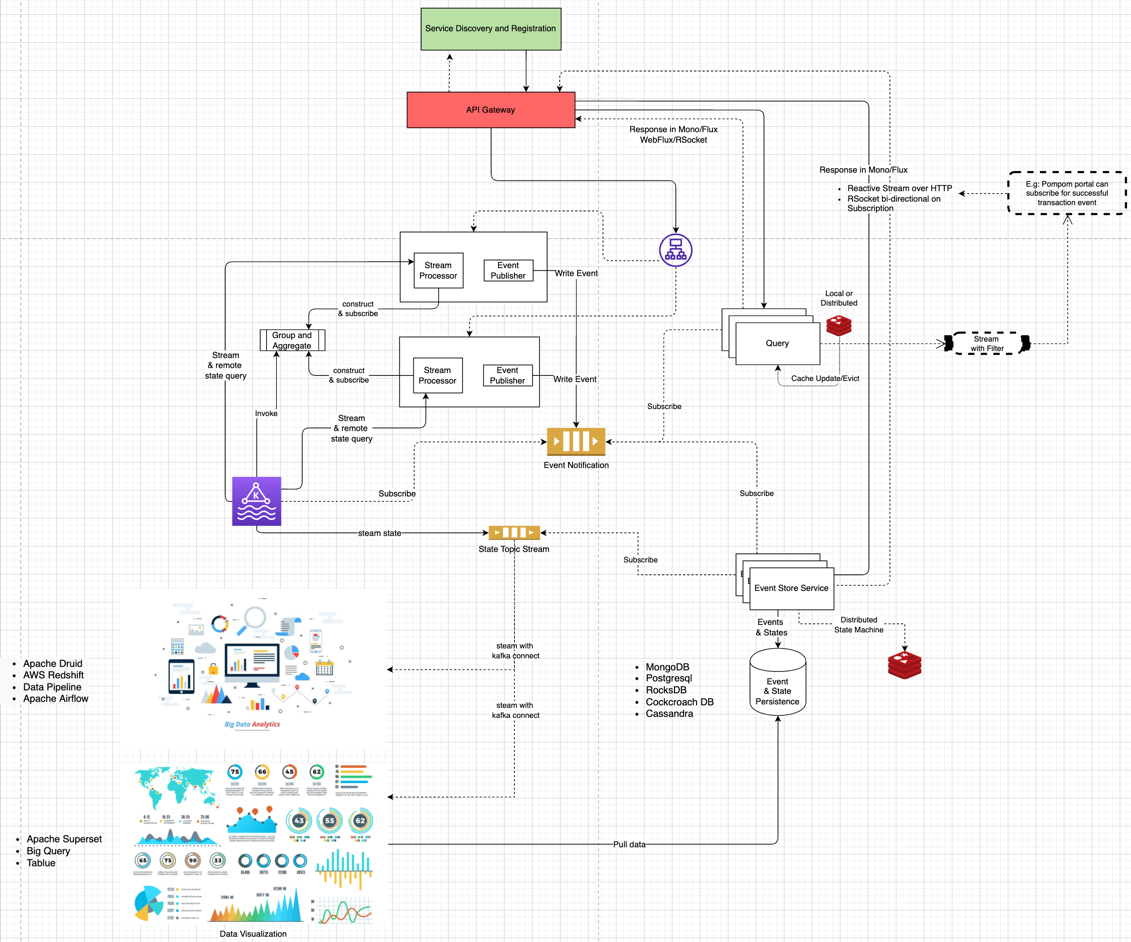 Service Discovery and Registration
API Gateway
Response in Mono/Flux
WebFlux/RSocket
Response in Mono/Flux
Reactive Stream over HTTP
RSocket bi-directional on
Subscription
E.g: Pompom portal can
subscribe for successful
transaction event
Stream
Processor
Event
Publisher
Write Event
construct
& subscribe
Group and
Aggregate
Stream
& remote
state query
Local or
Distributed
Query
Stream
with Filter
Cache Update/Evict
Stream
Processor
Event
Publisher
Write Event
construct
& subscribe
Invoke
Stream
& remote
state query
Subscribe
Event Notification
K
Subscribe
Subscribe
steam state
State Topic Stream
Subscribe
Event Store Service
Events
& States
Distributed
State Machine
Apache Druid
AWS Redshift
Data Pipeline
Apache Airflow
Big Data Analytics
steam with
kafka connect
steam with
kafka connect
MongoDB
Postgresql
RocksDB
Cockcroach DB
Cassandra
Event
& State
Persistence
75
66
45
62
43
55
62
65
75
90
33
Apache Superset
Big Query
Tablue
Pull data
Data Visualization